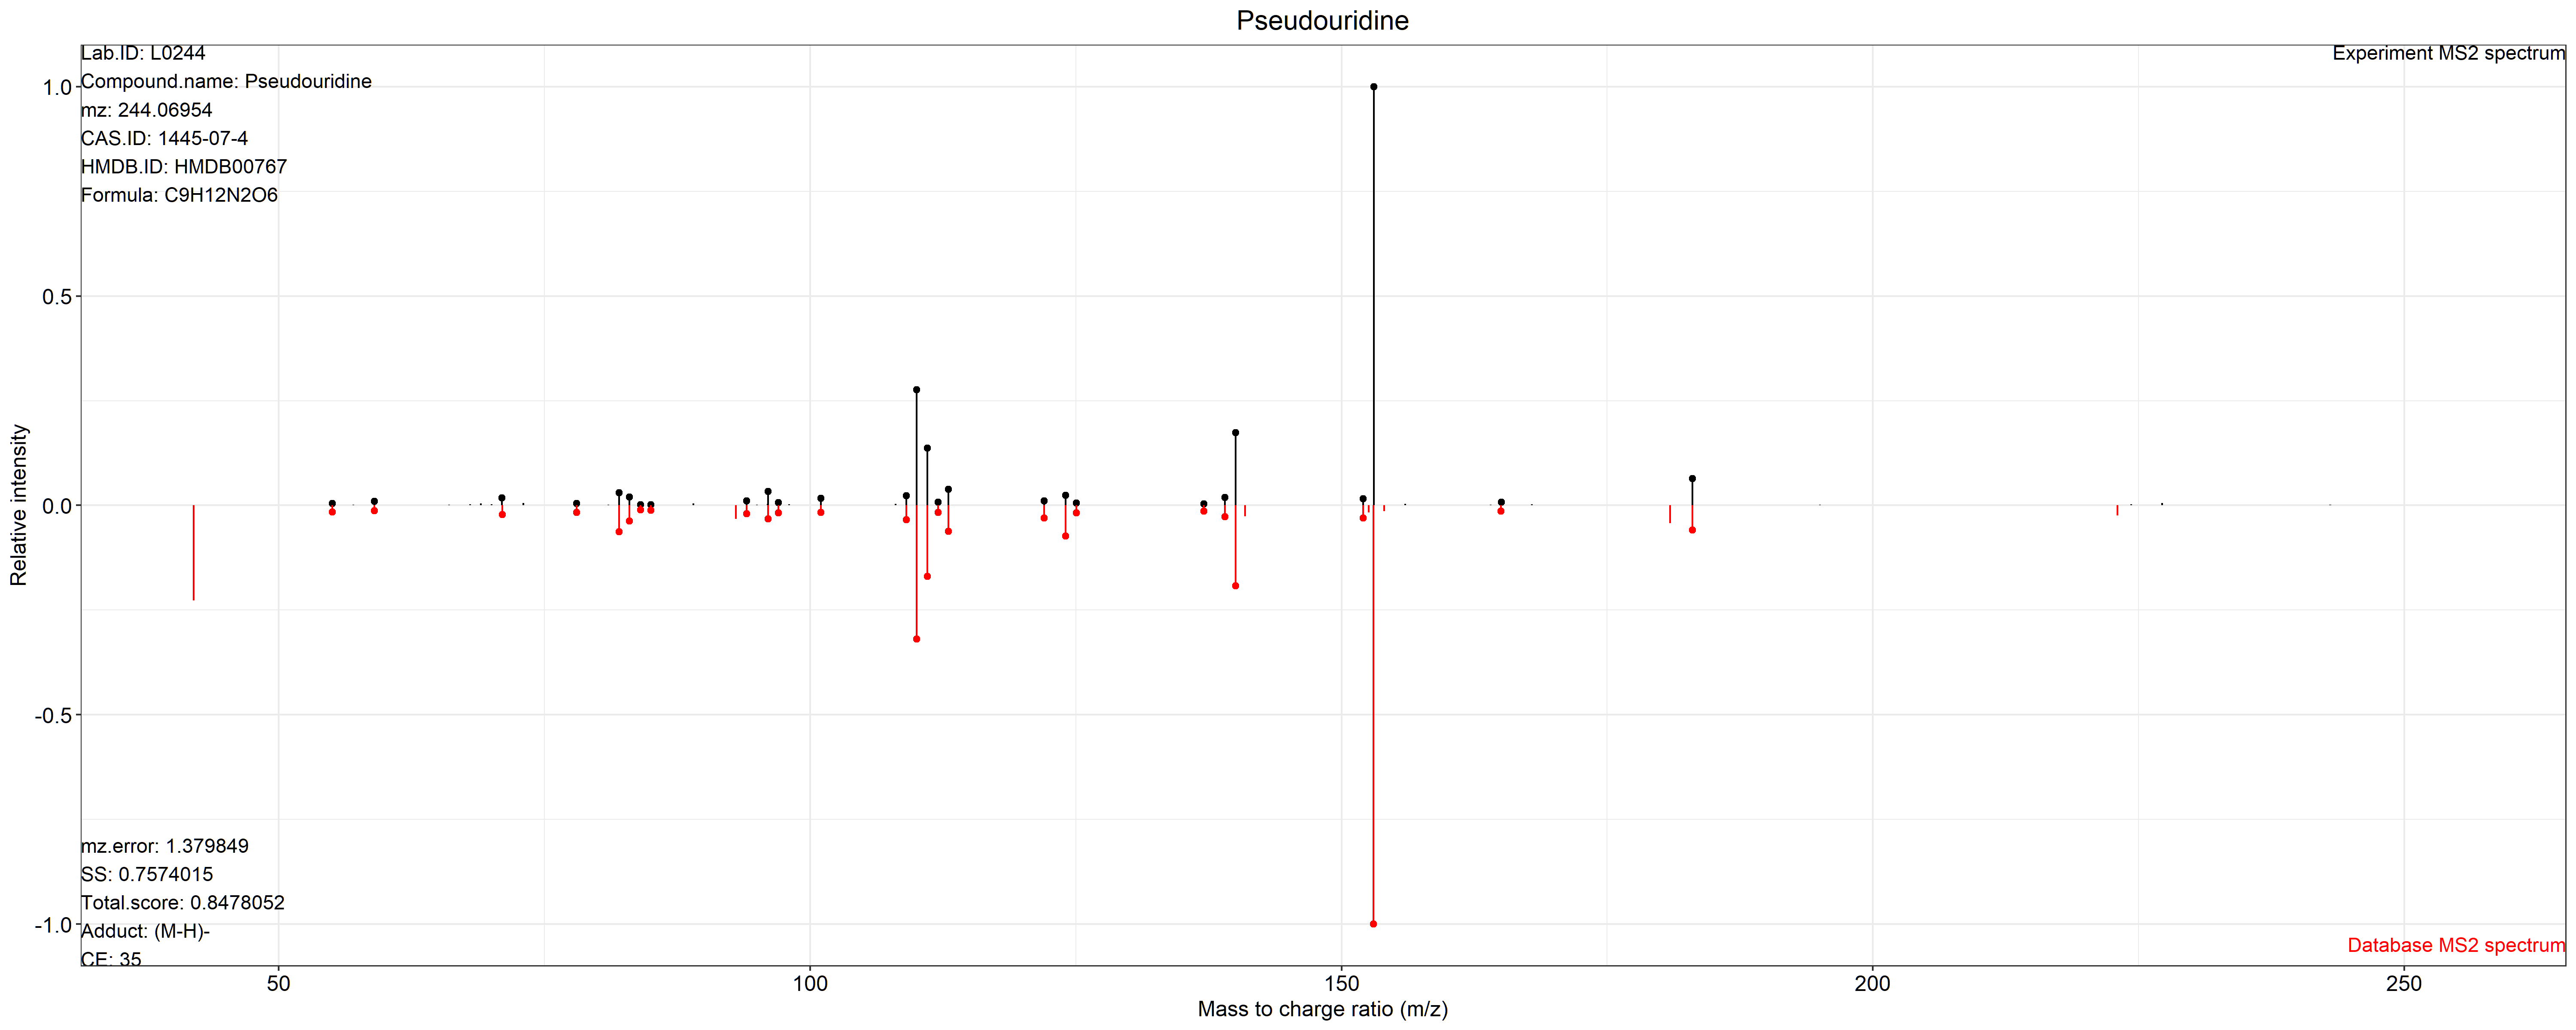 Pseudouridine
Lab.ID: L0244
Experiment MS2 spectrum
Compound.name: Pseudouridine
mz: 244.06954
CAS.ID: 1445-07-4
HMDB.ID: HMDB00767
Formula: C9H12N2O6
1.0
0.5
0.0
-0.5
-1.0
Relative intensity
mz.error: 1.379849
SS: 0.7574015
Total.score: 0.8478052
Adduct: (M-H)-
CE: 35
Database MS2 spectrum
50 100 150 200 250
Mass to charge ratio (m/z)